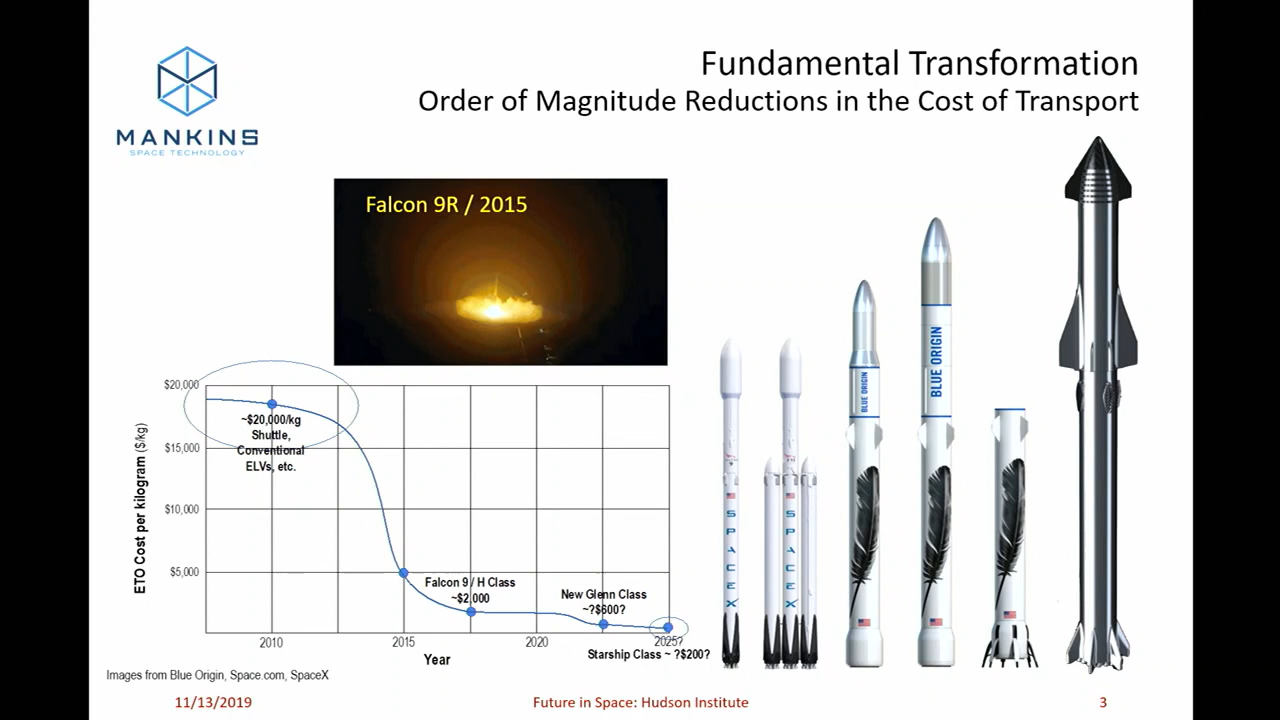 Fundamental Transformation
Order of Magnitude Reductions in the Cost of Transport
MANKINS
SPACE TECHNOLOGY
Falcon 9R / 2015
ETO Cost per kilogram ($/kg)
$20,000
$15,000
$10,000
$5,000
~$20,000/kg
Shuttle,
Conventional
ELVs, etc.
Falcon 9 / H Class
~$2,000
New Glenn Class
~?$600?
Starship Class ~ ?$200?
2010
2015
2020
2025?
Year
SPACEX
SPACEX
BLUE ORIGIN
BLUE ORIGIN
Images from Blue Origin, Space.com, SpaceX
11/13/2019
Future in Space: Hudson Institute
3